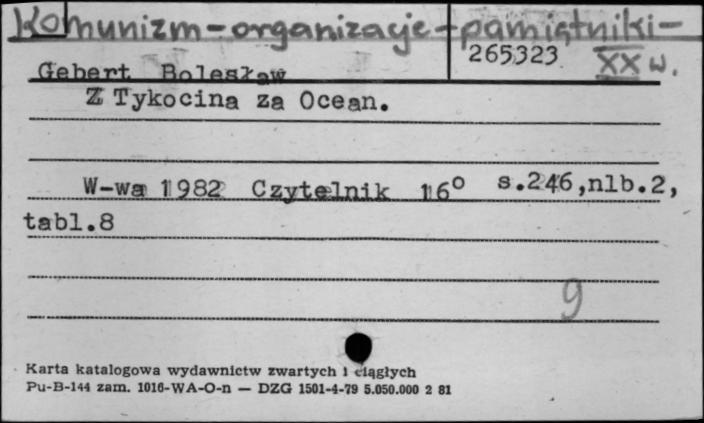 Komunizm-organizacje-pamiętniki-
265323 XX w.
Gebert Bolesław
Z Tykocina za Ocean.
W-wa 1982 Czytelnik 16° s.246,nlb.2,
tabl.8
9
Karta katalogowa wydawnictw zwartych i ciągłych
Pu-B-144 zam. 1016-WA-O-n — DZG 1501-4-79 5.050.000 2 81